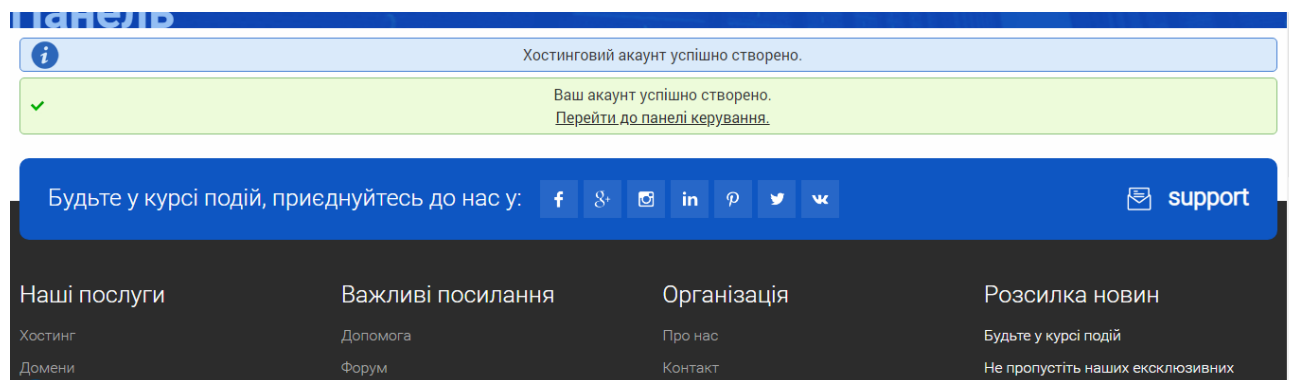 Панель
Хостинговий акаунт успішно створено.
Ваш акаунт успішно створено.
Перейти до панелі керування.
Будьте у курсі подій, приєднуйтесь до нас у:
support
Наші послуги
Важливі посилання
Організація
Розсилка новин
Хостинг
Допомога
Про нас
Будьте у курсі подій
Домени
Форум
Контакт
Не пропустіть наших ексклюзивних